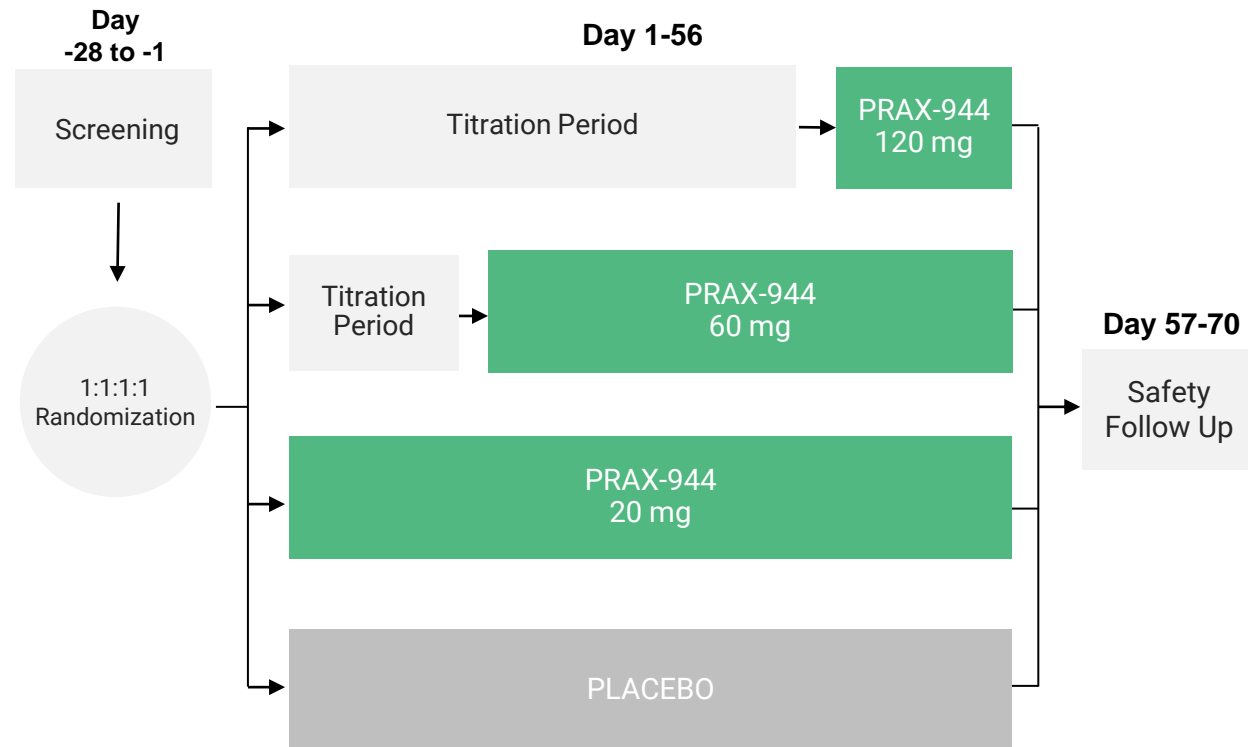 Day
-28 to -1
Screening
1:1:1:1
Randomization
Day 1-56
Titration Period
PRAX-944
120 mg
Titration
Period
PRAX-944
60 mg
PRAX-944
20 mg
PLACEBO
Day 57-70
Safety
Follow Up